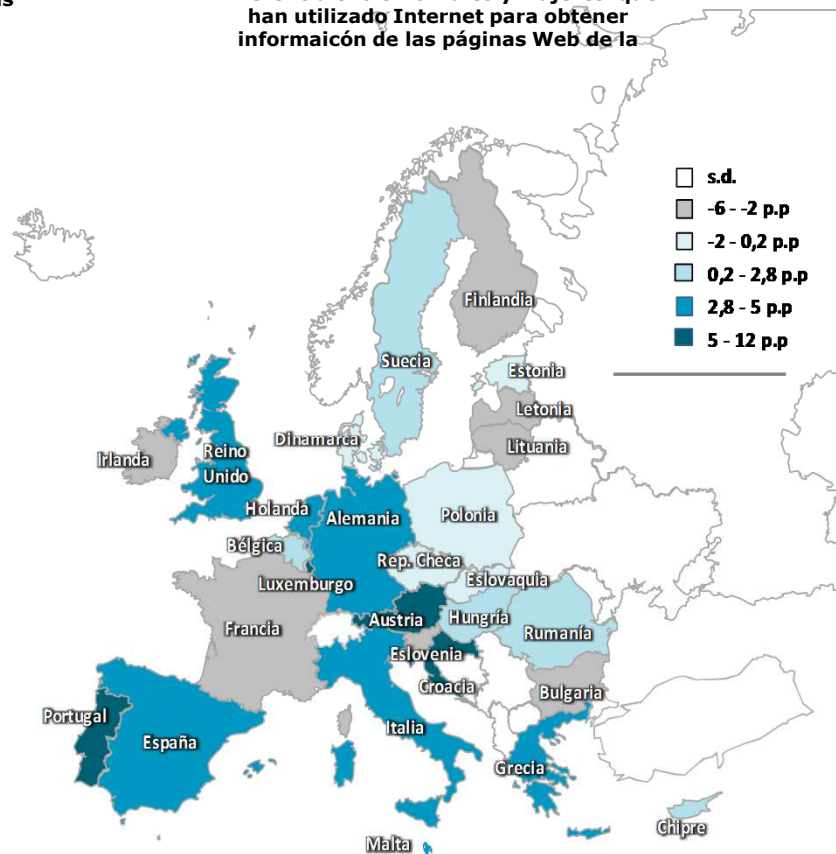 han utilizado Internet para obtener
informaicón de las páginas Web de la
s.d.
-6 - -2 p.p
-2 - 0,2 p.p
0,2 - 2,8 p.p
2,8 - 5 p.p
5 - 12 p.p
Finlandia
Suecia
Estonia
Letonia
Lituania
Dinamarca
Irlanda
Reino
Unido
Holanda
Alemania
Polonia
Bélgica
Rep. Checa
Eslovaquia
Luxemburgo
Austria
Hungría
Francia
Rumanía
Eslovenia
Croacia
Bulgaria
Portugal
España
Italia
Grecia
Chipre
Malta